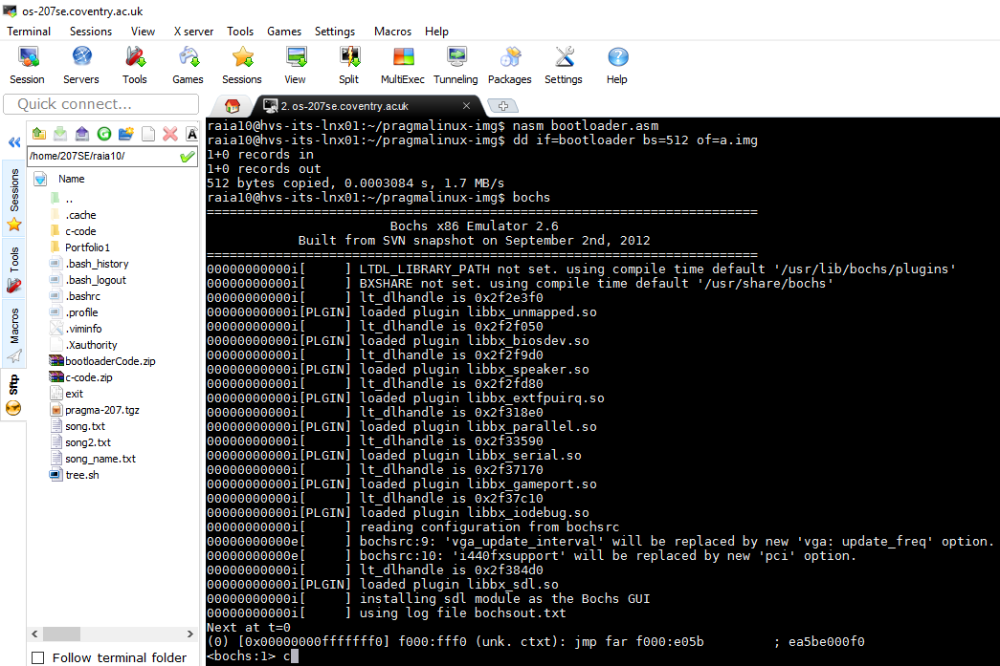 os-207se.coventry.ac.uk
Terminal Sessions View X server Tools Games Settings Macros Help
Session Servers Tools Games Sessions View Split MultiExec Tunneling Packages Settings Help
Quick connect...
2. os-207se.coventry.ac.uk
/home/207SE/raia10/
Sessions
Tools
Macros
Sftp
Name
..
.cache
c-code
Portfolio1
.bash_history
.bash_logout
.bashrc
.profile
.viminfo
.Xauthority
bootloaderCode.zip
c-code.zip
exit
pragma-207.tgz
song.txt
song2.txt
song_name.txt
tree.sh
Follow terminal folder
raia10@hvs-its-lnx01:~/pragmalinux-img$ nasm bootloader.asm
raia10@hvs-its-lnx01:~/pragmalinux-img$ dd if=bootloader bs=512 of=a.img
1+0 records in
1+0 records out
512 bytes copied, 0.0003084 s, 1.7 MB/s
raia10@hvs-its-lnx01:~/pragmalinux-img$ bochs
========================================================================
Bochs x86 Emulator 2.6
Built from SVN snapshot on September 2nd, 2012
========================================================================
00000000000i[     ] LTDL_LIBRARY_PATH not set. using compile time default '/usr/lib/bochs/plugins'
00000000000i[     ] BXSHARE not set. using compile time default '/usr/share/bochs'
00000000000i[     ] lt_dlhandle is 0x2f2e3f0
00000000000i[PLGIN] loaded plugin libbx_unmapped.so
00000000000i[     ] lt_dlhandle is 0x2f2f050
00000000000i[PLGIN] loaded plugin libbx_biosdev.so
00000000000i[     ] lt_dlhandle is 0x2f2f9d0
00000000000i[PLGIN] loaded plugin libbx_speaker.so
00000000000i[     ] lt_dlhandle is 0x2f2fd80
00000000000i[PLGIN] loaded plugin libbx_extfpuirq.so
00000000000i[     ] lt_dlhandle is 0x2f318e0
00000000000i[PLGIN] loaded plugin libbx_parallel.so
00000000000i[     ] lt_dlhandle is 0x2f33590
00000000000i[PLGIN] loaded plugin libbx_serial.so
00000000000i[     ] lt_dlhandle is 0x2f37170
00000000000i[PLGIN] loaded plugin libbx_gameport.so
00000000000i[     ] lt_dlhandle is 0x2f37c10
00000000000i[PLGIN] loaded plugin libbx_iodebug.so
00000000000i[     ] reading configuration from bochsrc
00000000000e[     ] bochsrc:9: 'vga_update_interval' will be replaced by new 'vga: update_freq' option.
00000000000e[     ] bochsrc:10: 'i440fxsupport' will be replaced by new 'pci' option.
00000000000i[     ] lt_dlhandle is 0x2f384d0
00000000000i[PLGIN] loaded plugin libbx_sdl.so
00000000000i[     ] installing sdl module as the Bochs GUI
00000000000i[     ] using log file bochsout.txt
Next at t=0
(0) [0x00000000fffffff0] f000:fff0 (unk. ctxt): jmp far f000:e05b         ; ea5be000f0
<bochs:1> c